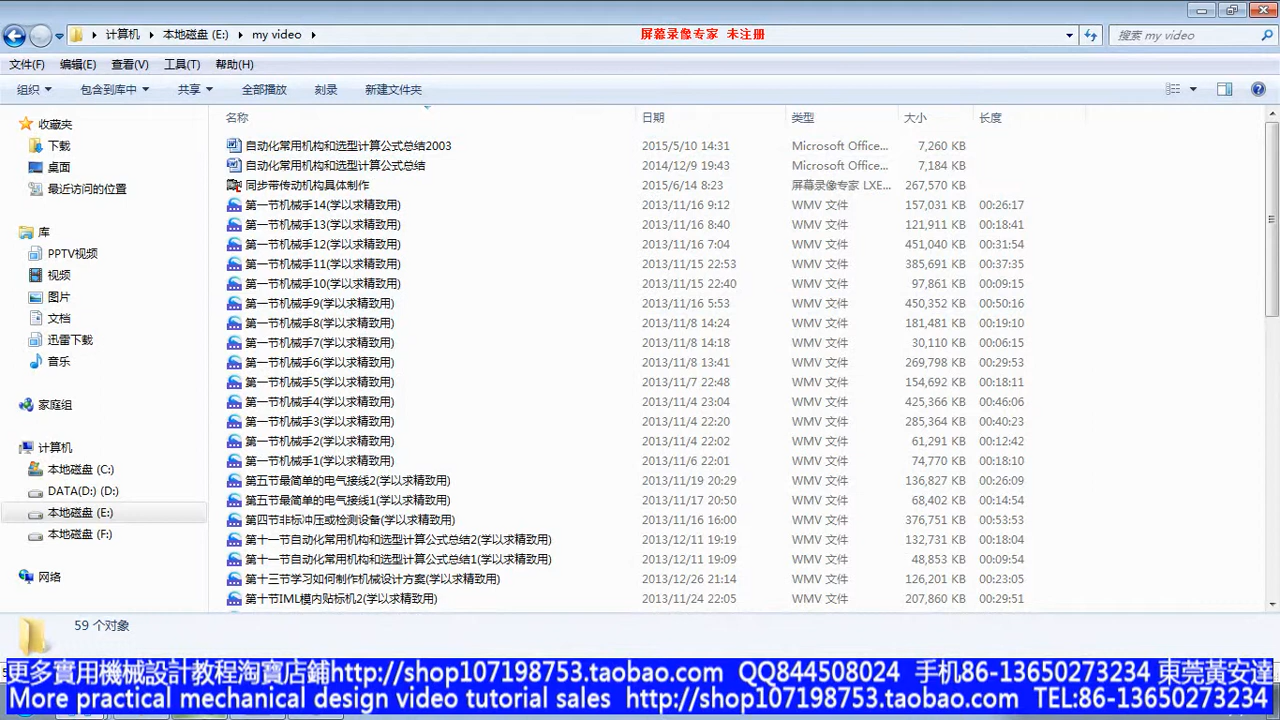 计算机 本地磁盘 (E:) my video 屏幕录像专家 未注册 搜索 my video
文件(F) 编辑(E) 查看(V) 工具(T) 帮助(H)
组织 包含到库中 共享 全部播放 刻录 新建文件夹
收藏夹
下载
桌面
最近访问的位置
库
PPTV视频
视频
图片
文档
迅雷下载
音乐
家庭组
计算机
本地磁盘 (C:)
DATA(D:) (D:)
本地磁盘 (E:)
本地磁盘 (F:)
网络
名称 日期 类型 大小 长度
自动化常用机构和选型计算公式总结2003 2015/5/10 14:31 Microsoft Office... 7,260 KB
自动化常用机构和选型计算公式总结 2014/12/9 19:43 Microsoft Office... 7,184 KB
同步带传动机构具体制作 2015/6/14 8:23 屏幕录像专家 LXE... 267,570 KB
第一节机械手14(学以求精致用) 2013/11/16 9:12 WMV 文件 157,031 KB 00:26:17
第一节机械手13(学以求精致用) 2013/11/16 8:40 WMV 文件 121,911 KB 00:18:41
第一节机械手12(学以求精致用) 2013/11/16 7:04 WMV 文件 451,040 KB 00:31:54
第一节机械手11(学以求精致用) 2013/11/15 22:53 WMV 文件 385,691 KB 00:37:35
第一节机械手10(学以求精致用) 2013/11/15 22:40 WMV 文件 97,861 KB 00:09:15
第一节机械手9(学以求精致用) 2013/11/16 5:53 WMV 文件 450,352 KB 00:50:16
第一节机械手8(学以求精致用) 2013/11/8 14:24 WMV 文件 181,481 KB 00:19:10
第一节机械手7(学以求精致用) 2013/11/8 14:18 WMV 文件 30,110 KB 00:06:15
第一节机械手6(学以求精致用) 2013/11/8 13:41 WMV 文件 269,798 KB 00:29:53
第一节机械手5(学以求精致用) 2013/11/7 22:48 WMV 文件 154,692 KB 00:18:11
第一节机械手4(学以求精致用) 2013/11/4 23:04 WMV 文件 425,366 KB 00:46:06
第一节机械手3(学以求精致用) 2013/11/4 22:20 WMV 文件 285,364 KB 00:40:23
第一节机械手2(学以求精致用) 2013/11/4 22:02 WMV 文件 61,291 KB 00:12:42
第一节机械手1(学以求精致用) 2013/11/6 22:01 WMV 文件 74,770 KB 00:18:10
第五节最简单的电气接线2(学以求精致用) 2013/11/19 20:29 WMV 文件 136,827 KB 00:26:09
第五节最简单的电气接线1(学以求精致用) 2013/11/17 20:50 WMV 文件 68,402 KB 00:14:54
第四节非标冲压或检测设备(学以求精致用) 2013/11/16 16:00 WMV 文件 376,751 KB 00:53:53
第十一节自动化常用机构和选型计算公式总结2(学以求精致用) 2013/12/11 19:19 WMV 文件 132,731 KB 00:18:04
第十一节自动化常用机构和选型计算公式总结1(学以求精致用) 2013/12/11 19:09 WMV 文件 48,853 KB 00:09:54
第十三节学习如何制作机械设计方案(学以求精致用) 2013/12/26 21:14 WMV 文件 126,201 KB 00:23:05
第十节IML模内贴标机2(学以求精致用) 2013/11/24 22:05 WMV 文件 207,860 KB 00:29:51
59 个对象
更多實用機械設計教程淘寶店鋪http://shop107198753.taobao.com QQ844508024 手机86-13650273234 東莞黃安達
More practical mechanical design video tutorial sales http://shop107198753.taobao.com TEL:86-13650273234